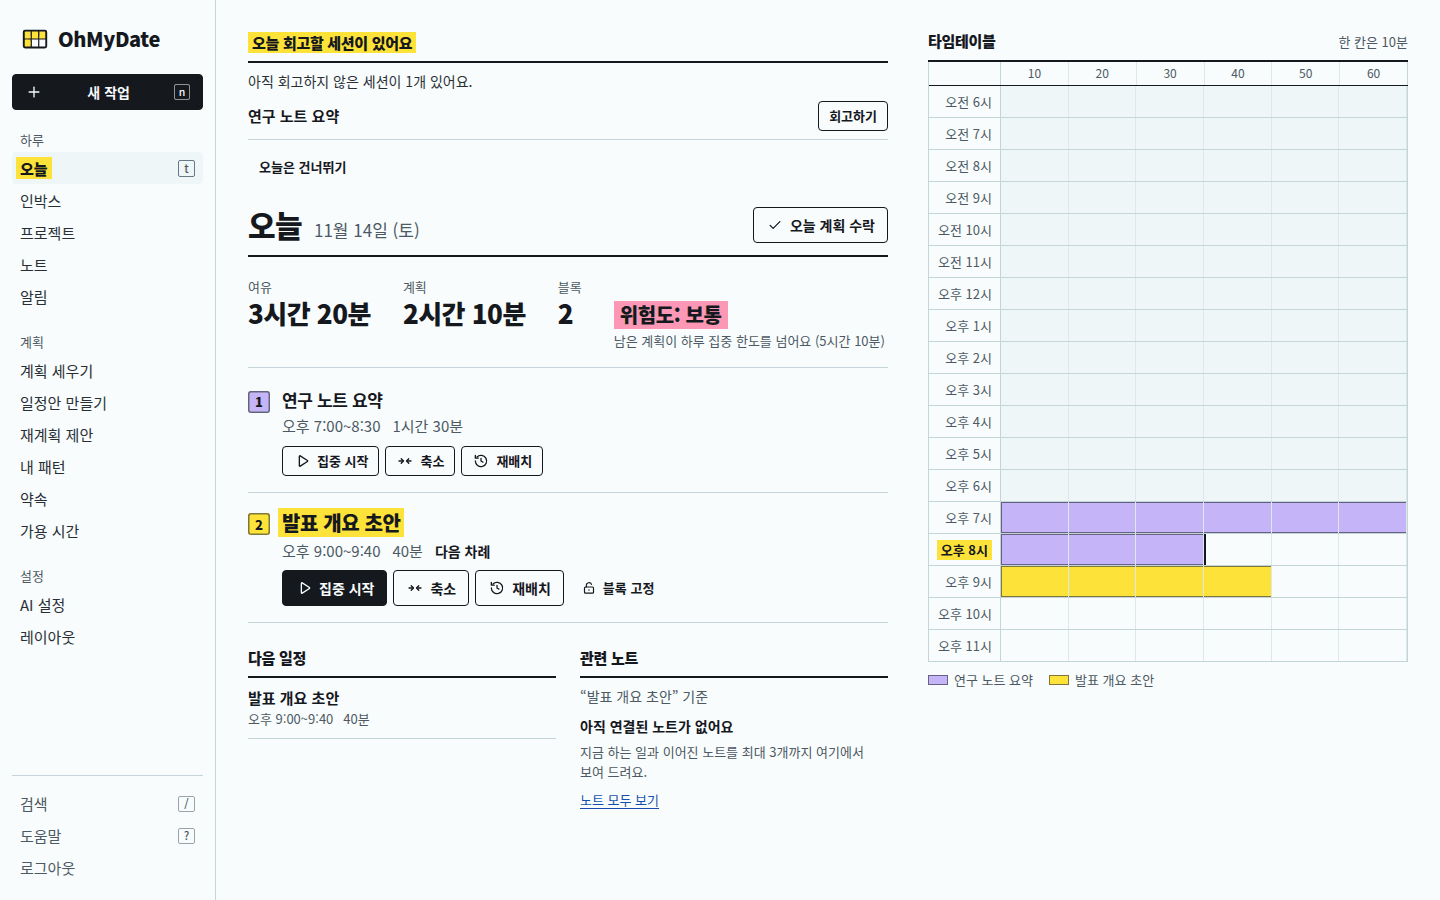 OhMyDate
새 작업
n
하루
오늘
t
인박스
프로젝트
노트
알림
계획
계획 세우기
일정안 만들기
재계획 제안
내 패턴
약속
가용 시간
설정
AI 설정
레이아웃
검색
/
도움말
?
로그아웃
오늘 회고할 세션이 있어요
아직 회고하지 않은 세션이 1개 있어요.
연구 노트 요약
회고하기
오늘은 건너뛰기
오늘 11월 14일 (토)
오늘 계획 수락
여유
3시간 20분
계획
2시간 10분
블록
2
위험도: 보통
남은 계획이 하루 집중 한도를 넘어요 (5시간 10분)
1
연구 노트 요약
오후 7:00~8:30 1시간 30분
집중 시작
축소
재배치
2
발표 개요 초안
오후 9:00~9:40 40분 다음 차례
집중 시작
축소
재배치
블록 고정
다음 일정
발표 개요 초안
오후 9:00~9:40 40분
관련 노트
“발표 개요 초안” 기준
아직 연결된 노트가 없어요
지금 하는 일과 이어진 노트를 최대 3개까지 여기에서
보여 드려요.
노트 모두 보기
타임테이블
한 칸은 10분
10 20 30 40 50 60
오전 6시
오전 7시
오전 8시
오전 9시
오전 10시
오전 11시
오후 12시
오후 1시
오후 2시
오후 3시
오후 4시
오후 5시
오후 6시
오후 7시
오후 8시
오후 9시
오후 10시
오후 11시
연구 노트 요약
발표 개요 초안